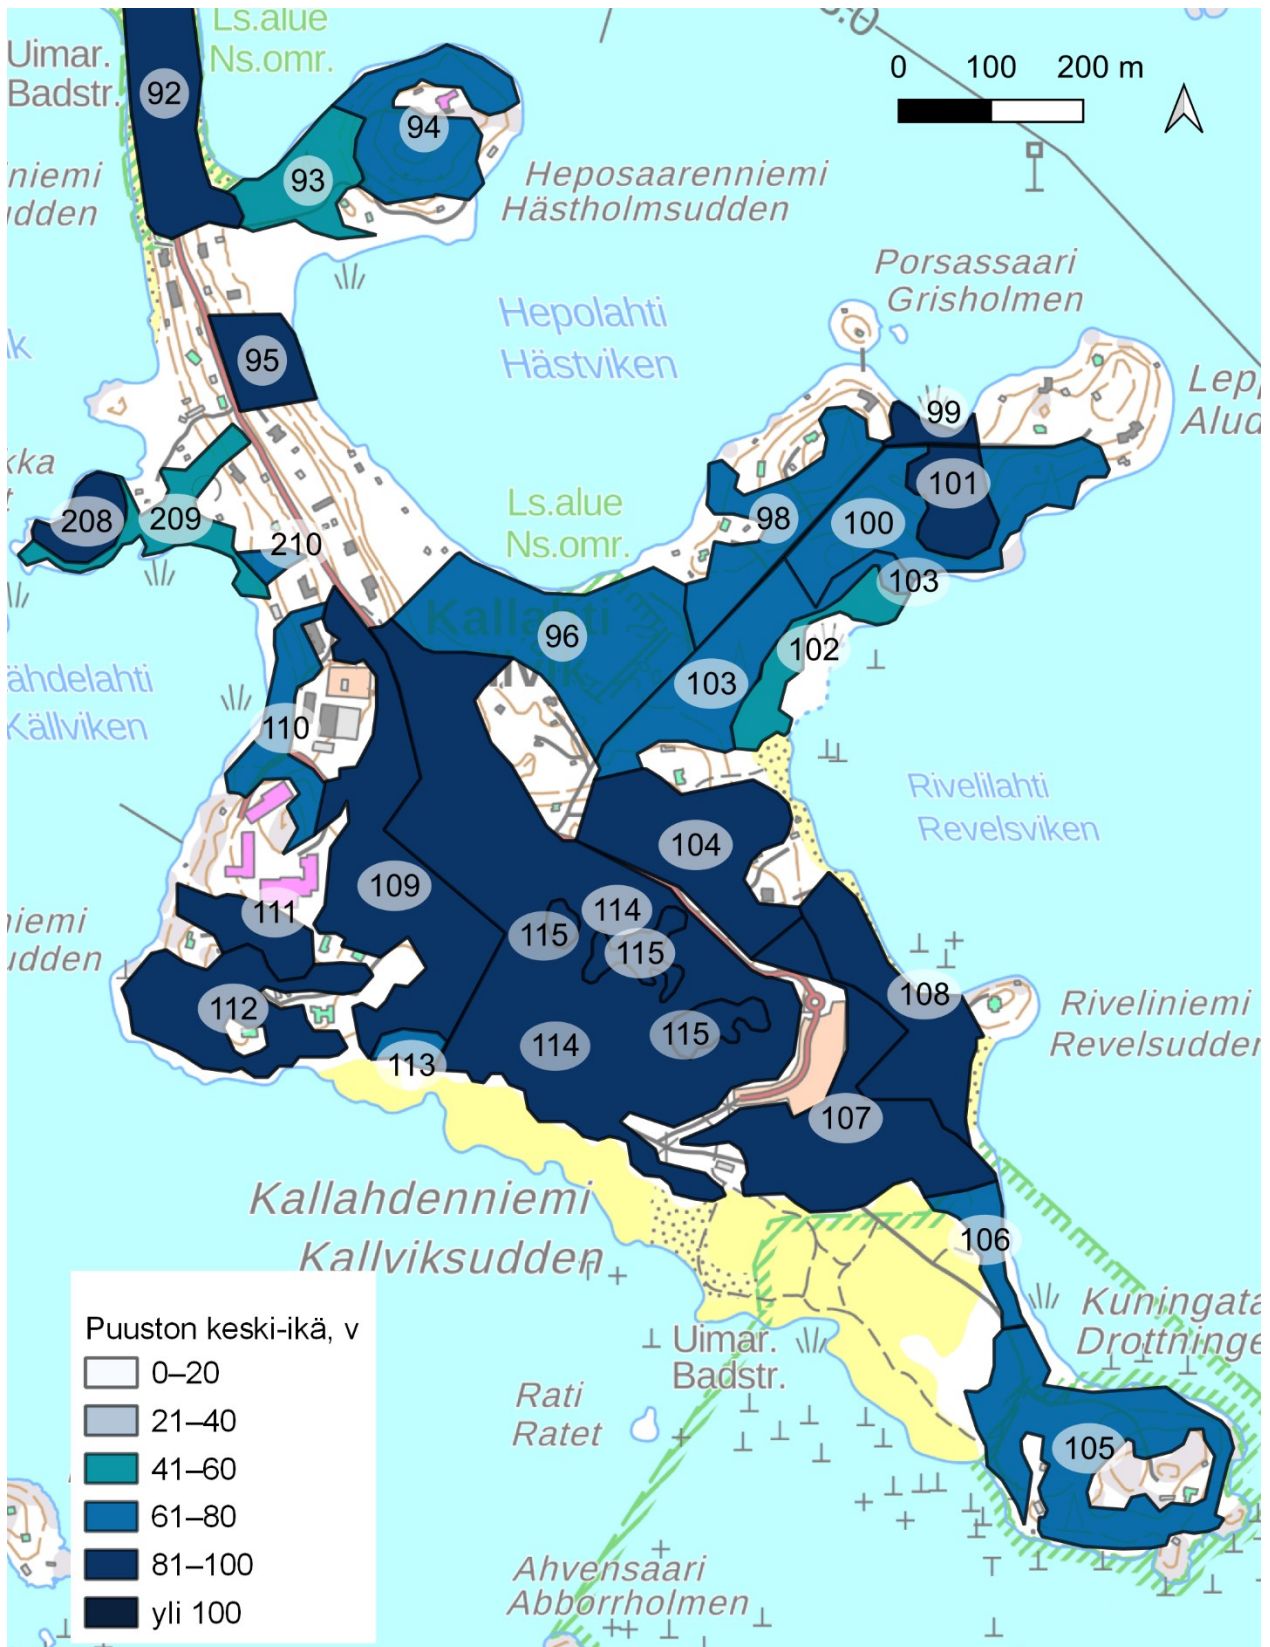 Ls.alue
Ns.omr.
Uimar.
Badstr.
92
94
93
niemi
udden
0 100 200 m
Heposaarenniemi
Hästholmsudden
Porsassaari
Grisholmen
Hepolahti
Hästviken
95
99
Lepp
Alud
kka
208
209
210
101
Ls.alue
Ns.omr.
98
100
103
Kallahti
96
102
103
ähdelahti
Källviken
110
Rivelilahti
Revelsviken
104
109
111
114
115
115
niemi
udden
112
108
Riveliniemi
Revelsudden
115
114
113
107
Kallahdenniemi
Kallviksudden
106
Kuningata
Drottninge
Uimar.
Badstr.
Rati
Ratet
105
Ahvensaari
Abborrholmen
Puuston keski-ikä, v
0–20
21–40
41–60
61–80
81–100
yli 100